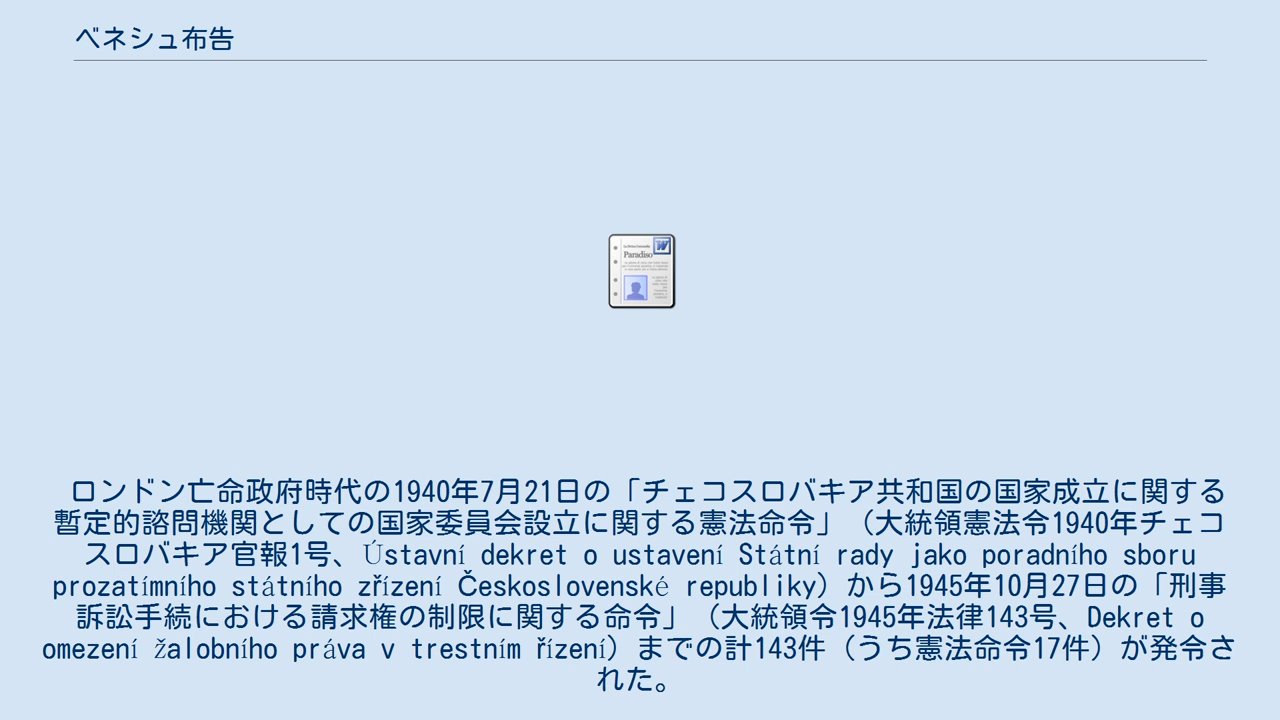 ベネシュ布告
Paradiso
ロンドン亡命政府時代の1940年7月21日の「チェコスロバキア共和国の国家成立に関する
暫定的諮問機関としての国家委員会設立に関する憲法命令」（大統領憲法令1940年チェコ
スロバキア官報1号、Ústavní dekret o ustavení Státní rady jako poradního sboru
prozatímního státního zřízení Československé republiky）から1945年10月27日の「刑事
訴訟手続における請求権の制限に関する命令」（大統領令1945年法律143号、Dekret o
omezení žalobního práva v trestním řízení）までの計143件（うち憲法命令17件）が発令さ
れた。